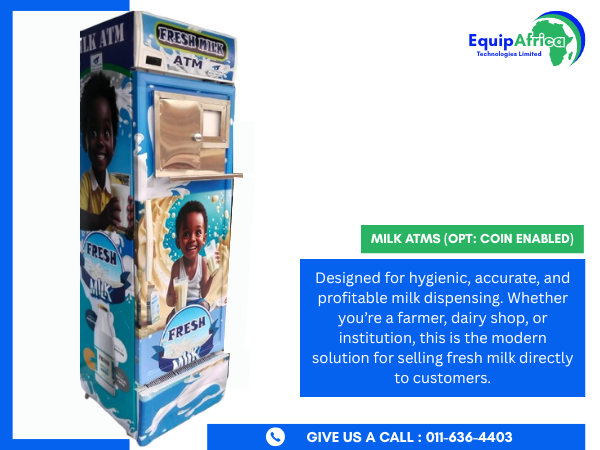 EquipAfrica
Technologies Limited
LK ATM
FRESH MILK
ATM
FRESH
MILK
FRESH
MILK
MILK ATMS (OPT: COIN ENABLED)
Designed for hygienic, accurate, and
profitable milk dispensing. Whether
you’re a farmer, dairy shop, or
institution, this is the modern
solution for selling fresh milk directly
to customers.
GIVE US A CALL : 011-636-4403